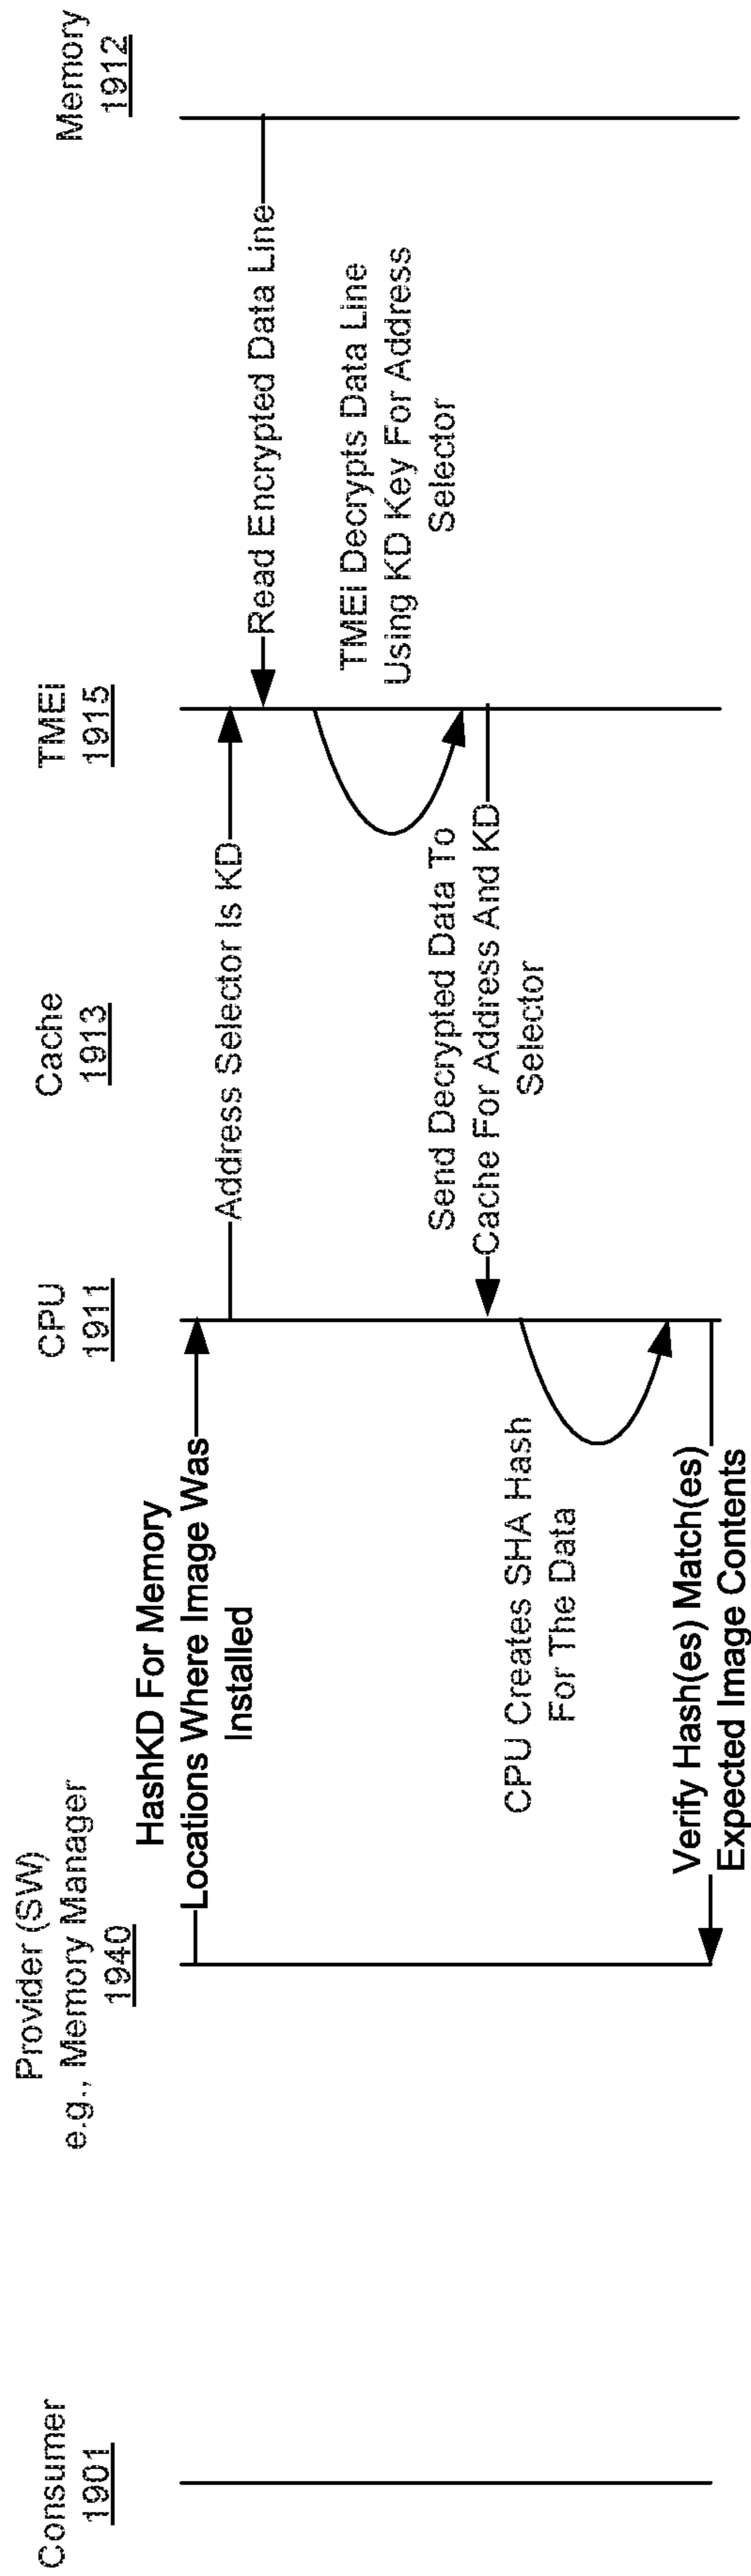 Consumer
1901
Provider (SW)
e.g., Memory Manager
1940
CPU
1911
Cache
1913
TMEi
1915
Memory
1912
HashKD For Memory
Locations Where Image Was
Installed
Address Selector Is KD
Read Encrypted Data Line
TMEi Decrypts Data Line
Using KD Key For Address
Selector
Send Decrypted Data To
Cache For Address And KD
Selector
CPU Creates SHA Hash
For The Data
Verify Hash(es) Match(es)
Expected Image Contents